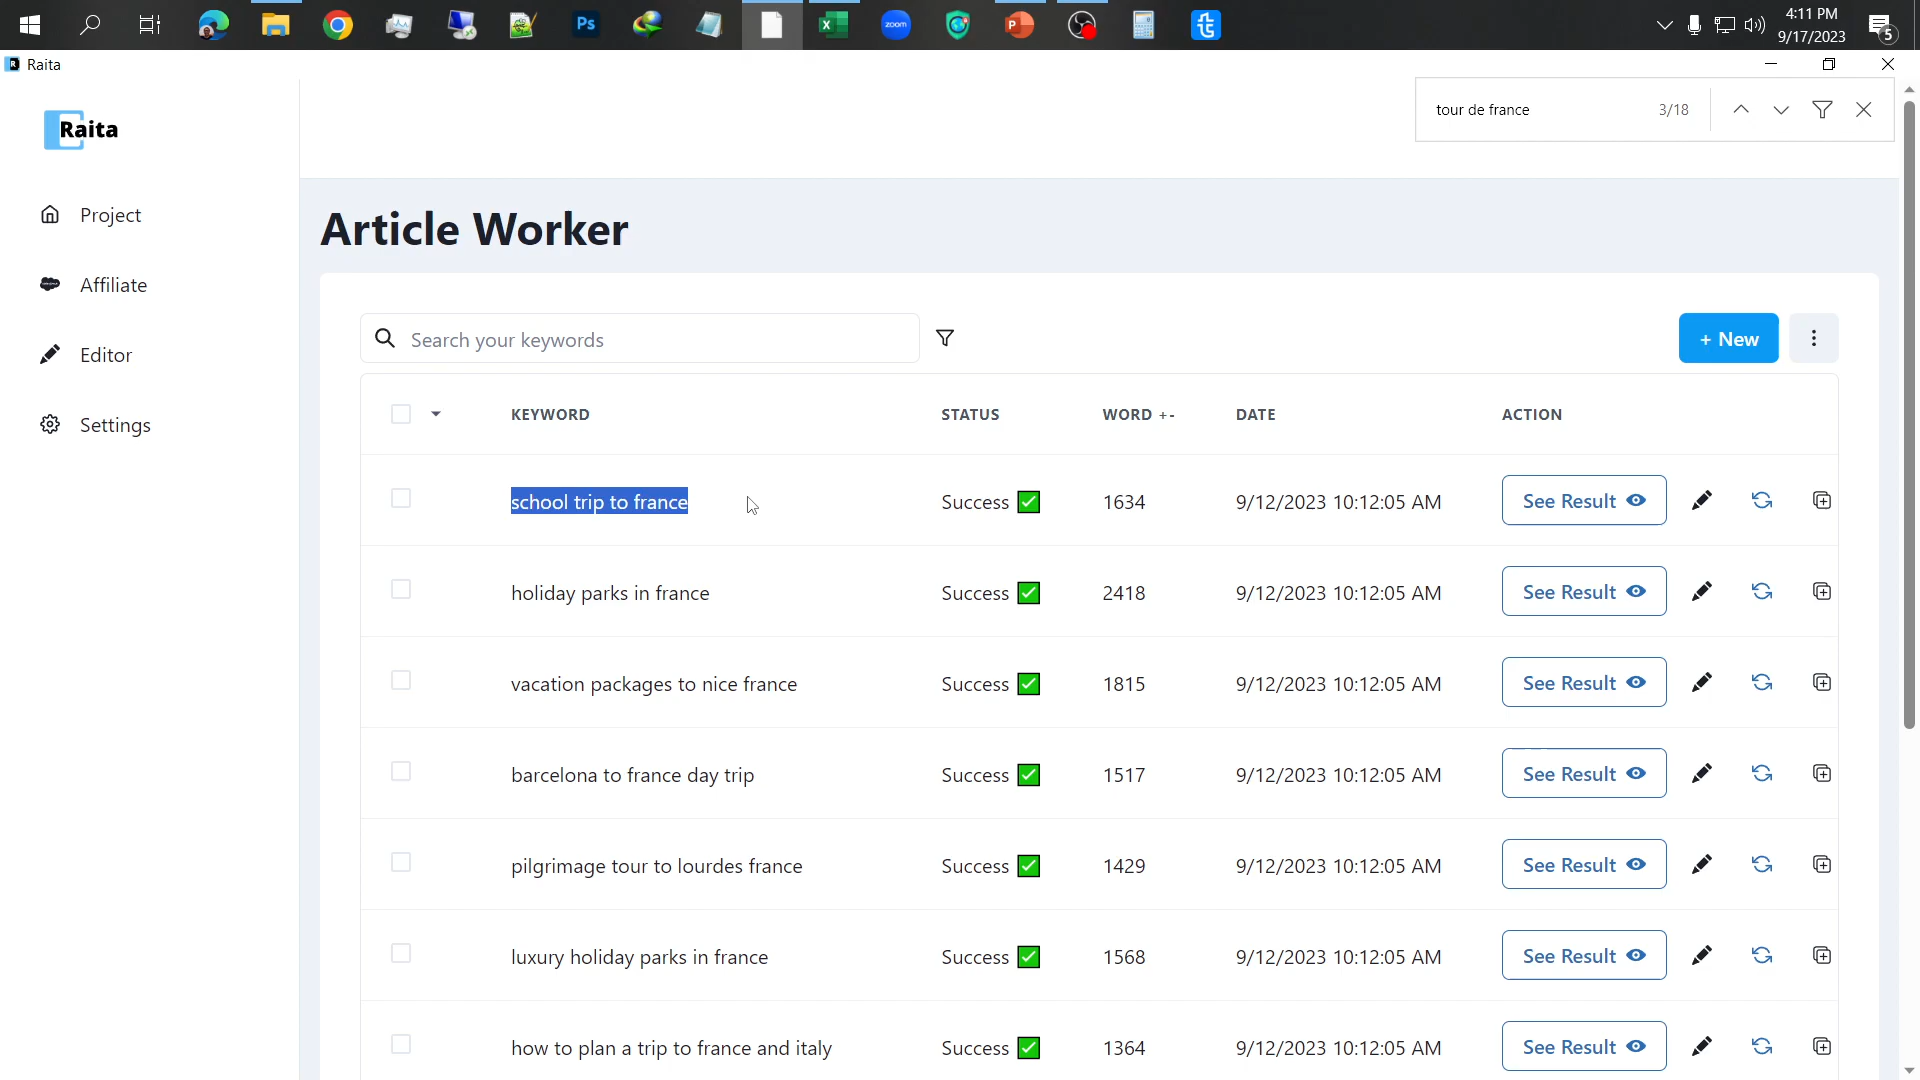 Ps
X
zoom
P
4:11 PM
9/17/2023
5
R Raita
tour de france 3/18
Raita
Project
Affiliate
Editor
Settings
Article Worker
Search your keywords
+ New
KEYWORD STATUS WORD +- DATE ACTION
school trip to france Success 1634 9/12/2023 10:12:05 AM See Result
holiday parks in france Success 2418 9/12/2023 10:12:05 AM See Result
vacation packages to nice france Success 1815 9/12/2023 10:12:05 AM See Result
barcelona to france day trip Success 1517 9/12/2023 10:12:05 AM See Result
pilgrimage tour to lourdes france Success 1429 9/12/2023 10:12:05 AM See Result
luxury holiday parks in france Success 1568 9/12/2023 10:12:05 AM See Result
how to plan a trip to france and italy Success 1364 9/12/2023 10:12:05 AM See Result